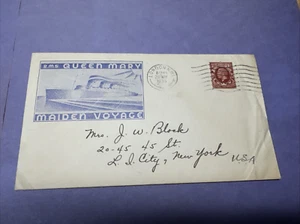 R.M.S. QUEEN MARY
MAIDEN VOYAGE
Mrs. J. W. Block
20-45 45 St.
L. I. City, New York
U.S.A